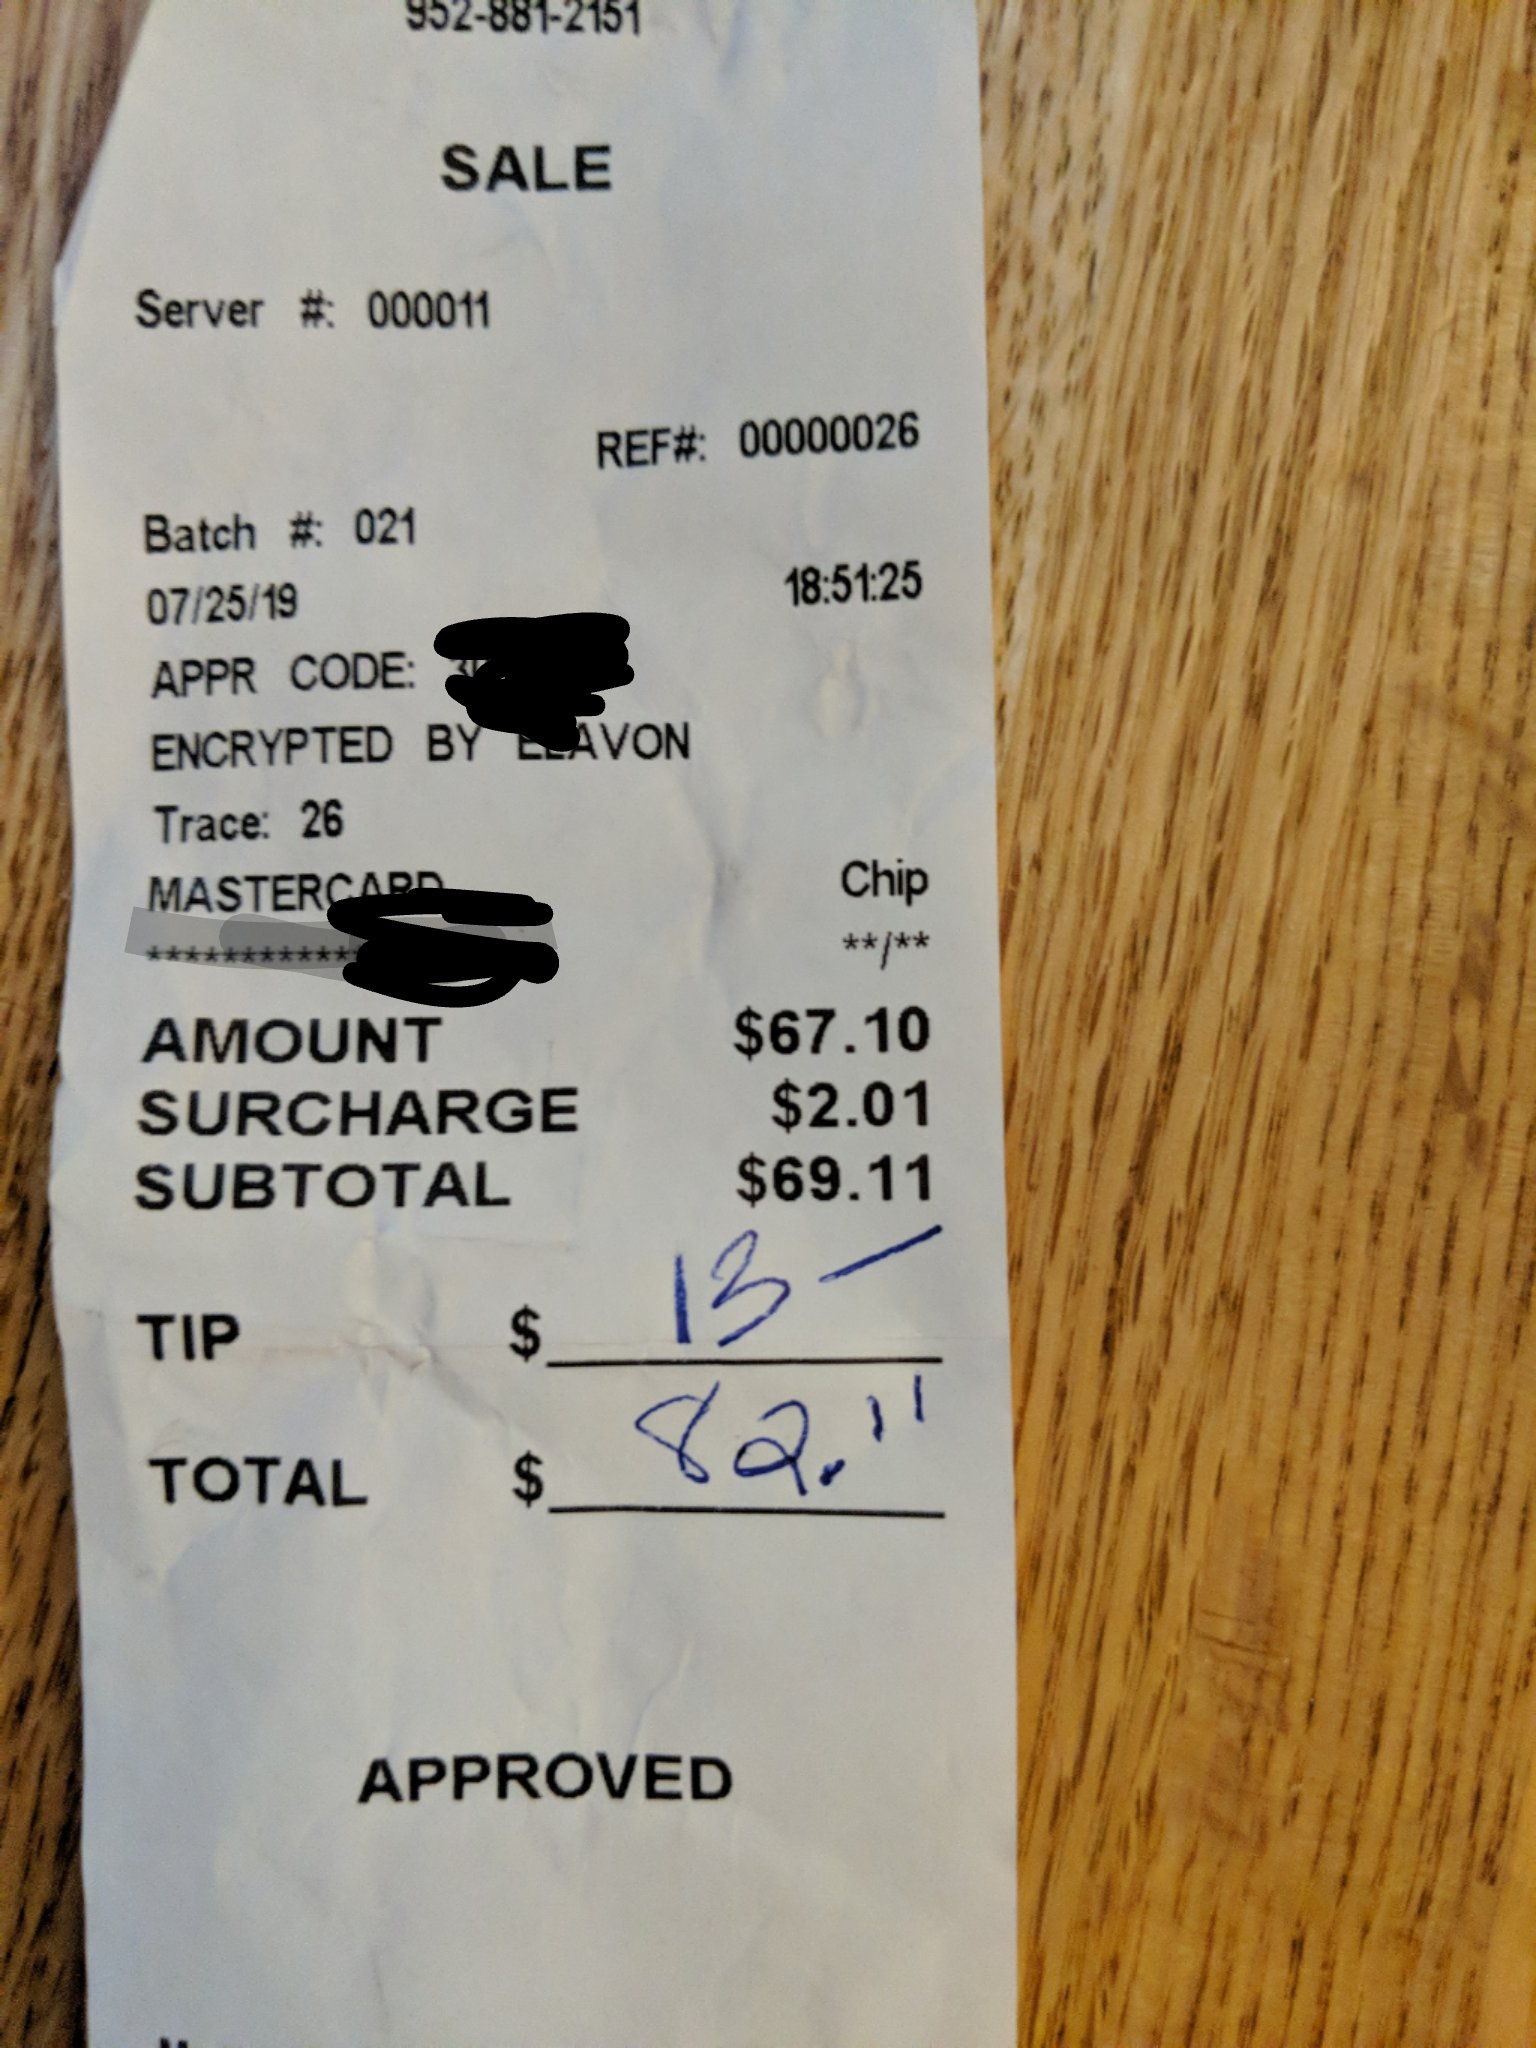 952-881-2151
SALE
Server #: 000011
REF#: 00000026
Batch #: 021
07/25/19 18:51:25
APPR CODE:
ENCRYPTED BY ELAVON
Trace: 26
MASTERCARD Chip
************ **/**
AMOUNT $67.10
SURCHARGE $2.01
SUBTOTAL $69.11
TIP $ 13 —
TOTAL $ 82.11
APPROVED